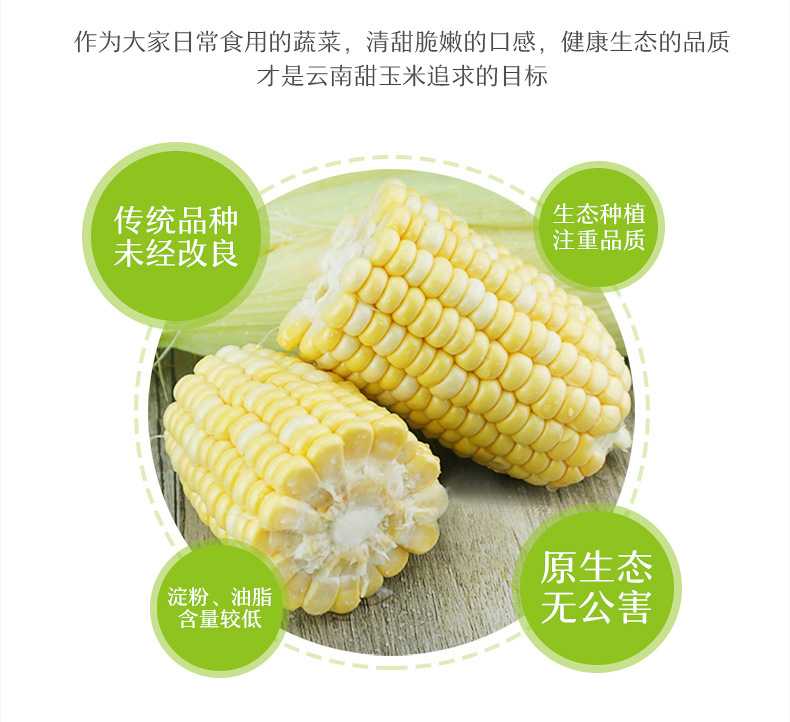 作为大家日常食用的蔬菜，清甜脆嫩的口感，健康生态的品质
才是云南甜玉米追求的目标
传统品种
未经改良
生态种植
注重品质
淀粉、油脂
含量较低
原生态
无公害